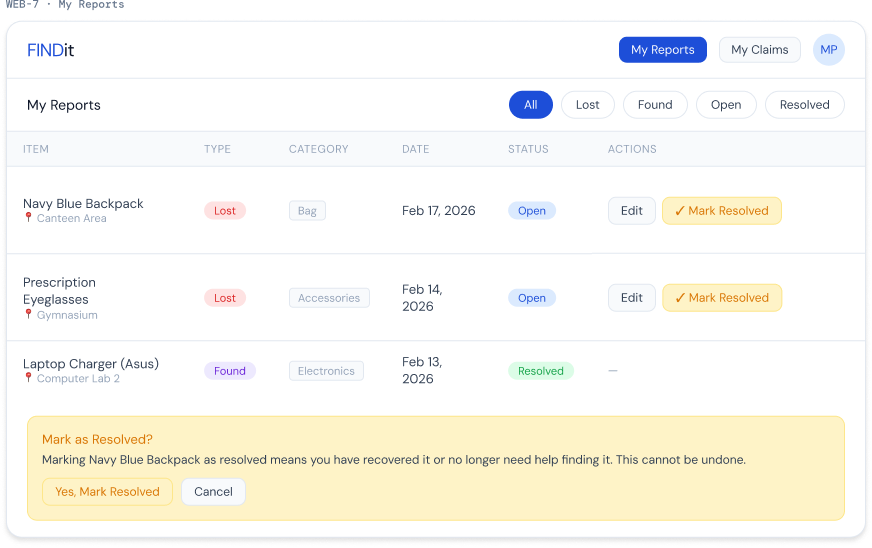 WEB-7 · My Reports
FINDit
My Reports
My Claims
MP
My Reports
All
Lost
Found
Open
Resolved
ITEM
TYPE
CATEGORY
DATE
STATUS
ACTIONS
Navy Blue Backpack
📍 Canteen Area
Lost
Bag
Feb 17, 2026
Open
Edit
✓ Mark Resolved
Prescription
Eyeglasses
📍 Gymnasium
Lost
Accessories
Feb 14,
2026
Open
Edit
✓ Mark Resolved
Laptop Charger (Asus)
📍 Computer Lab 2
Found
Electronics
Feb 13,
2026
Resolved
—
Mark as Resolved?
Marking Navy Blue Backpack as resolved means you have recovered it or no longer need help finding it. This cannot be undone.
Yes, Mark Resolved
Cancel